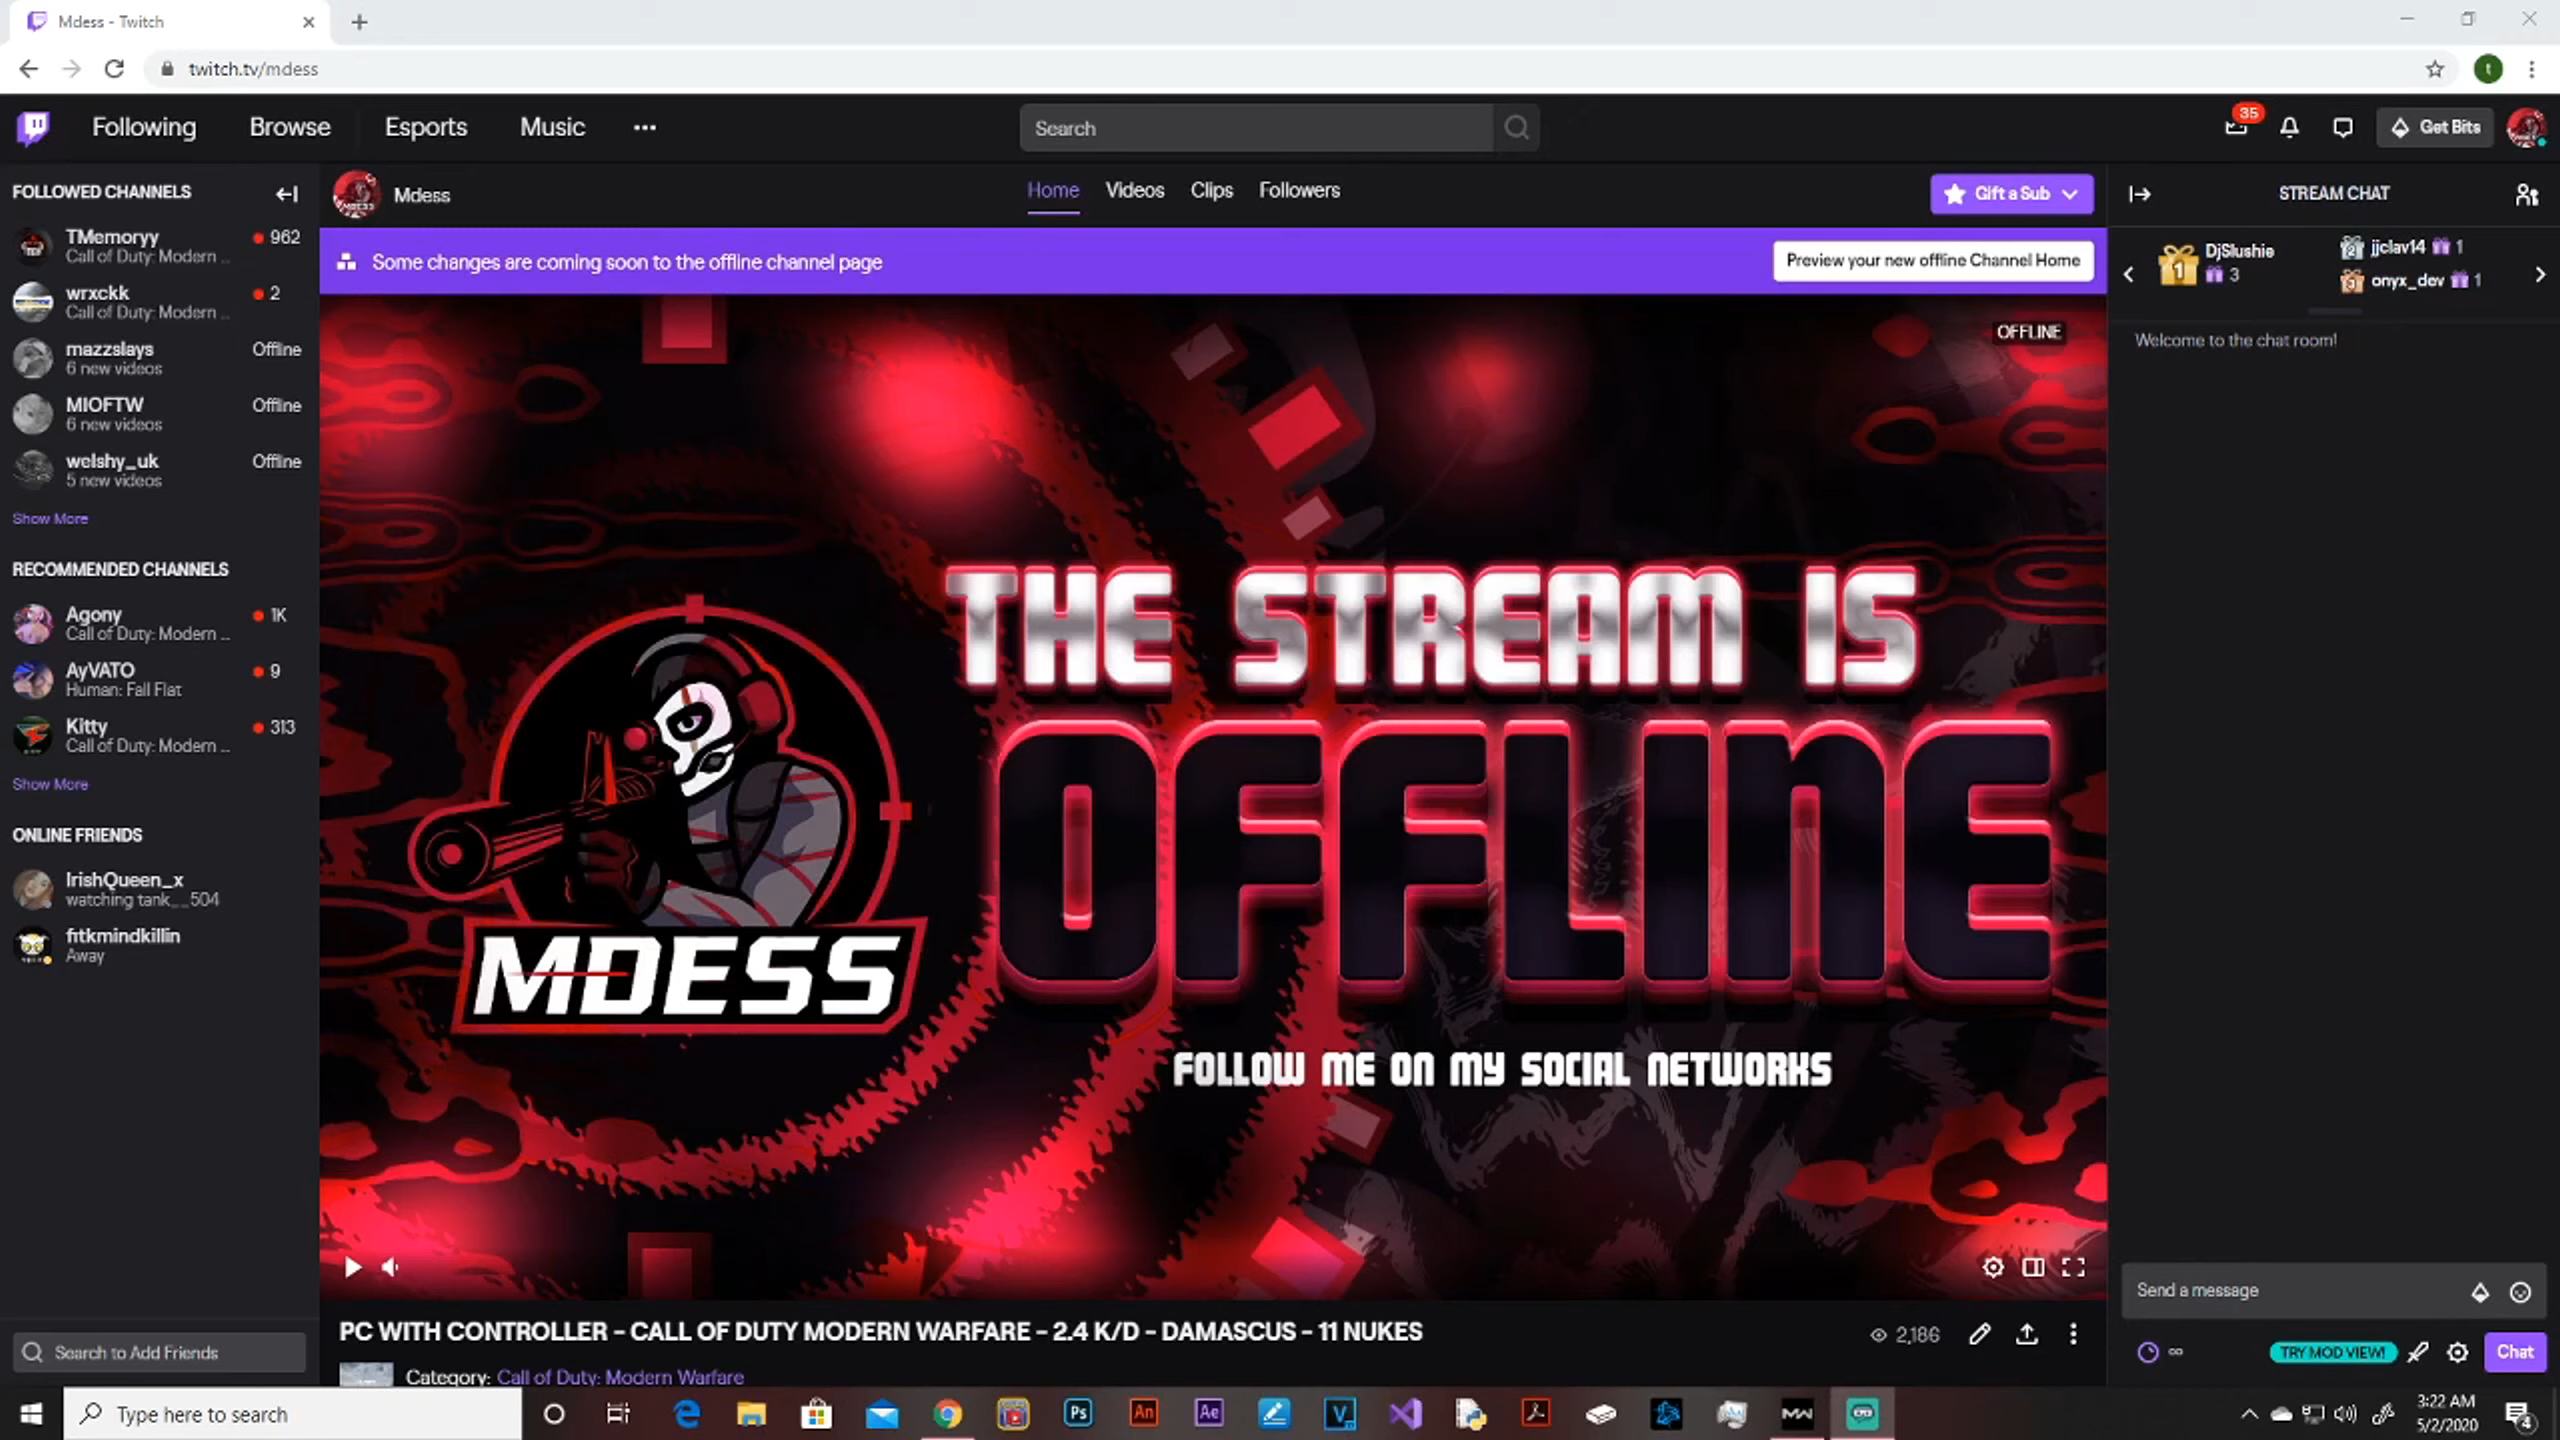 Mdess - Twitch
twitch.tv/mdess
Following Browse Esports Music
Search
35
Get Bits
FOLLOWED CHANNELS
TMemoryy 962
Call of Duty: Modern ...
wrxckk 2
Call of Duty: Modern ...
mazzslays Offline
6 new videos
MIOFTW Offline
6 new videos
welshy_uk Offline
5 new videos
Show More
RECOMMENDED CHANNELS
Agony 1K
Call of Duty: Modern ...
AyVATO 9
Human: Fall Flat
Kitty 313
Call of Duty: Modern ...
Show More
ONLINE FRIENDS
IrishQueen_x
watching tank__504
fitkmindkillin
Away
Search to Add Friends
Mdess
Home Videos Clips Followers
Gift a Sub
Some changes are coming soon to the offline channel page
Preview your new offline Channel Home
OFFLINE
THE STREAM IS
OFFLINE
MDESS
FOLLOW ME ON MY SOCIAL NETWORKS
PC WITH CONTROLLER - CALL OF DUTY MODERN WARFARE - 2.4 K/D - DAMASCUS - 11 NUKES
2,186
Category: Call of Duty: Modern Warfare
STREAM CHAT
1 DjSlushie 3
2 jjclav14 1
3 onyx_dev 1
Welcome to the chat room!
Send a message
∞
TRY MOD VIEW!
Chat
Type here to search
Ps An Ae V MW
3:22 AM
5/2/2020
4